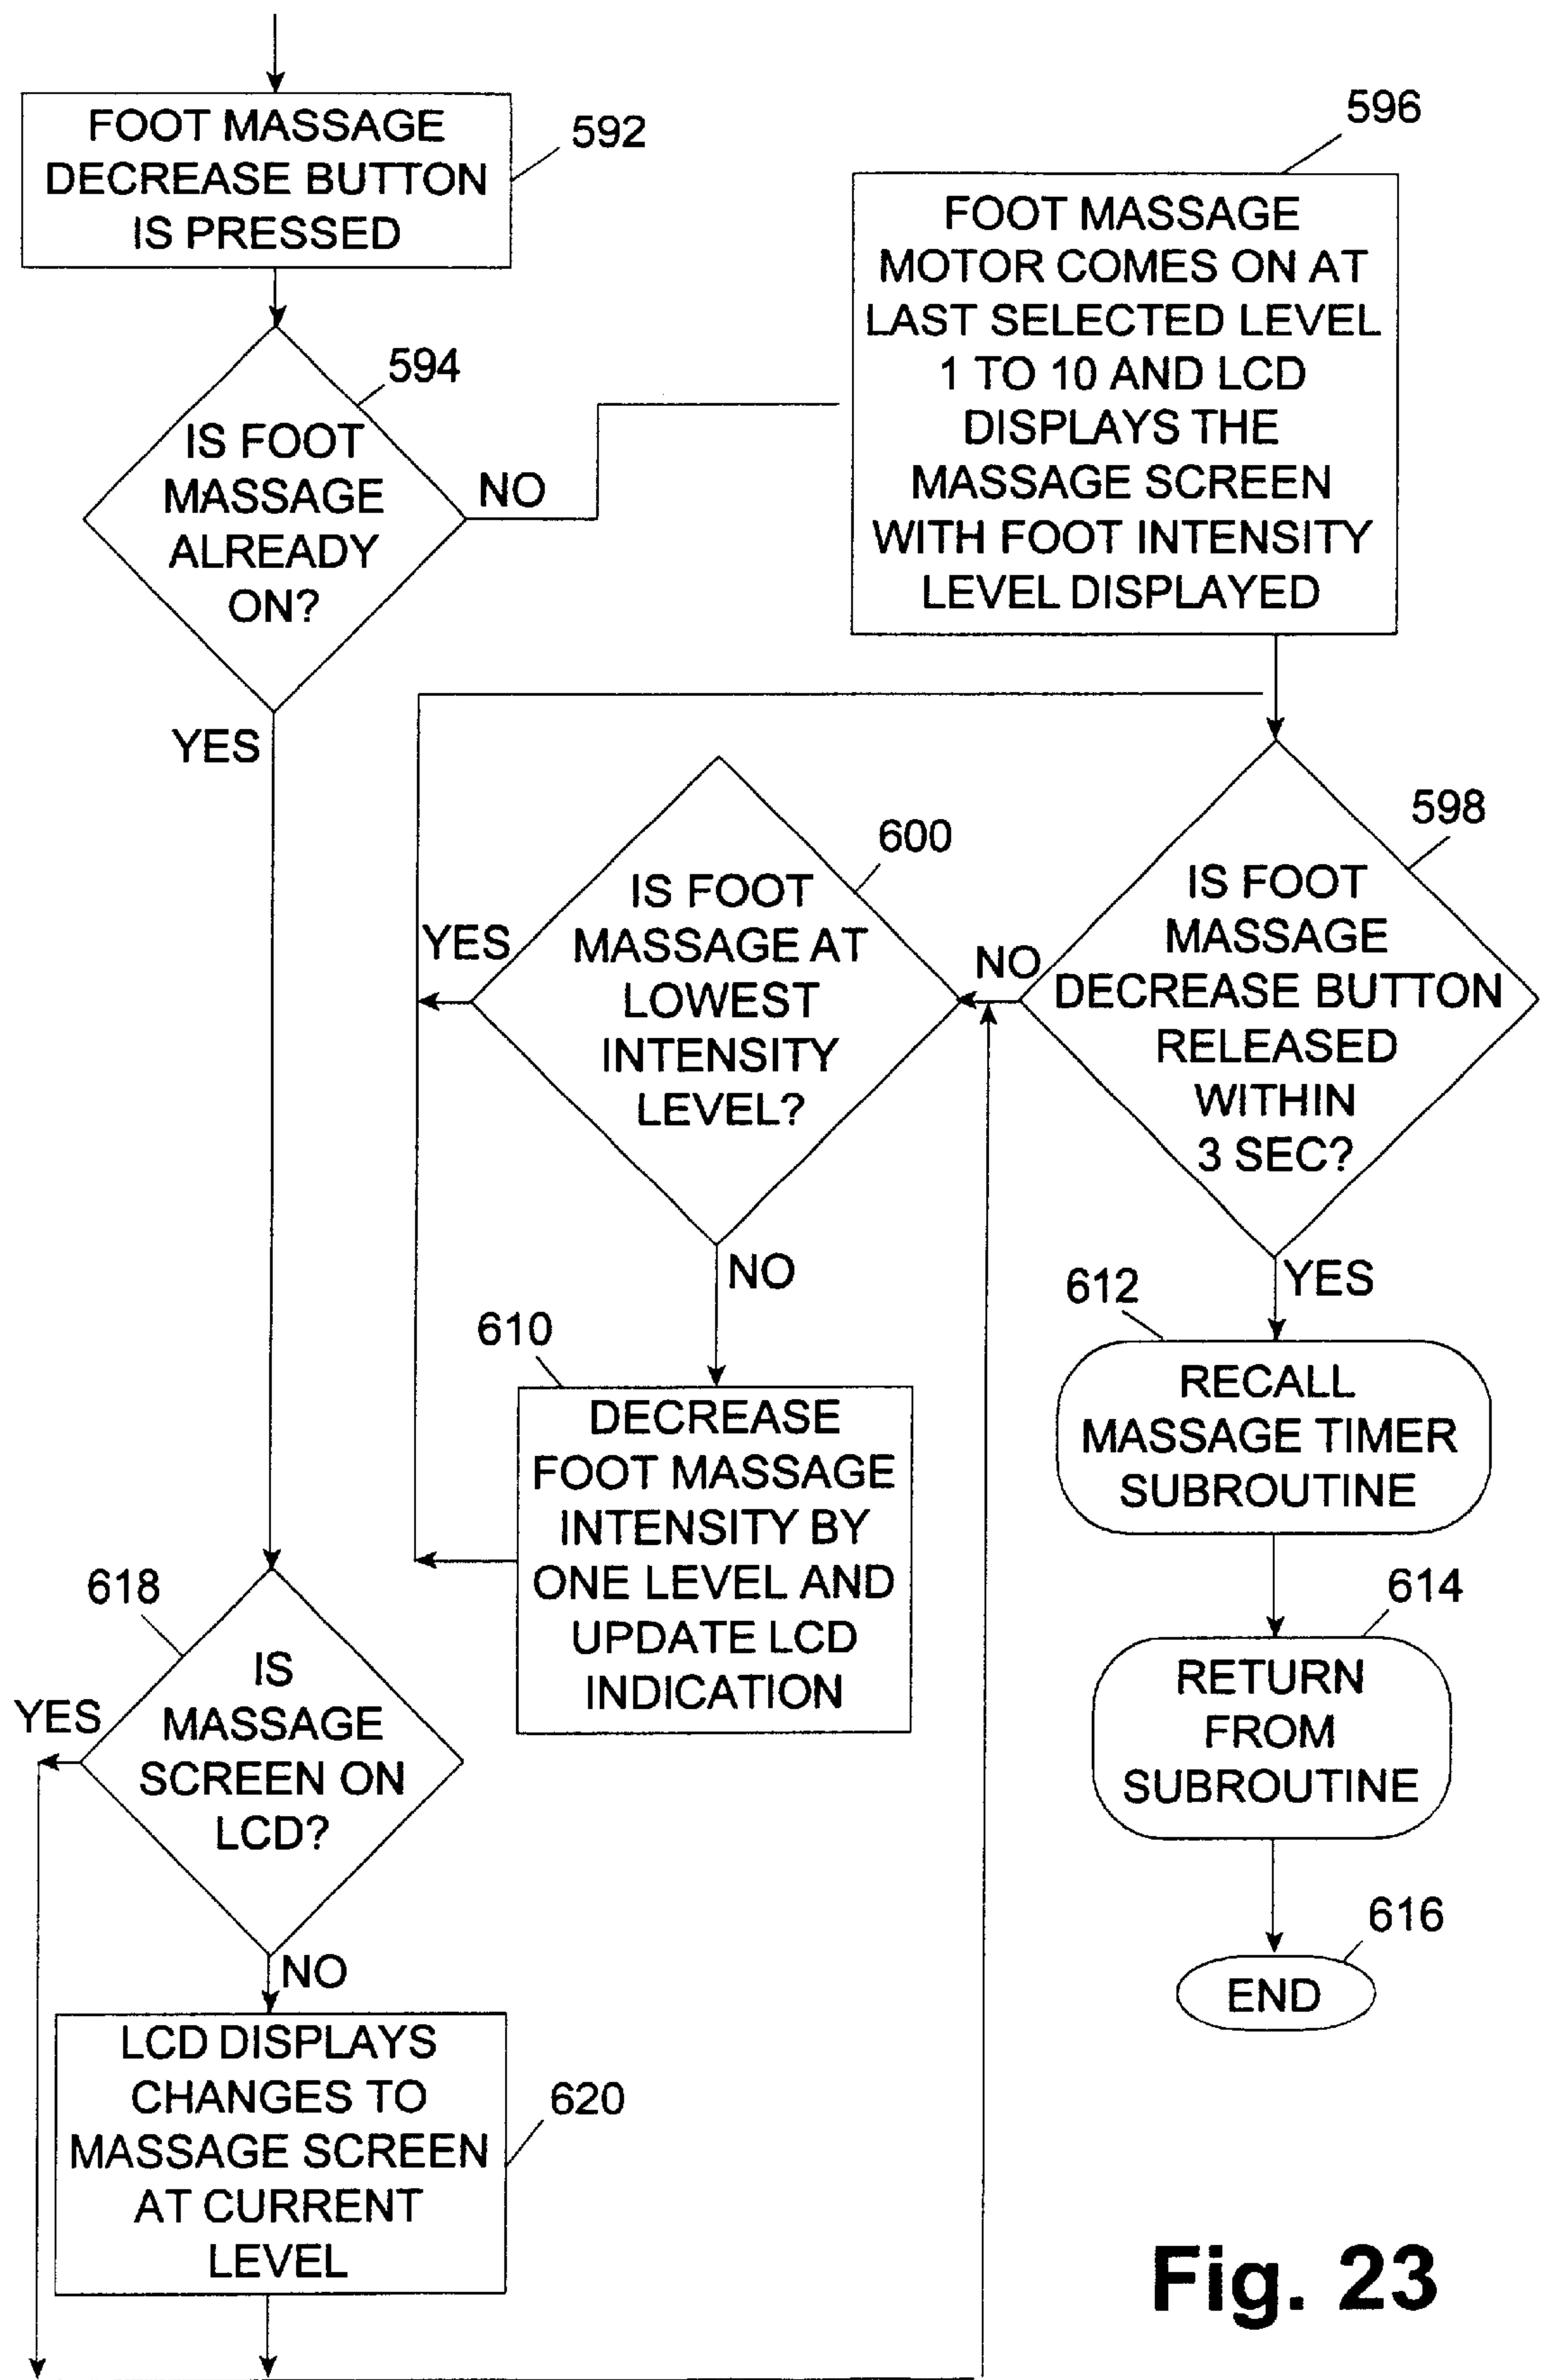 FOOT MASSAGE
DECREASE BUTTON
IS PRESSED
592
594
IS FOOT
MASSAGE
ALREADY
ON?
NO
YES
596
FOOT MASSAGE
MOTOR COMES ON AT
LAST SELECTED LEVEL
1 TO 10 AND LCD
DISPLAYS THE
MASSAGE SCREEN
WITH FOOT INTENSITY
LEVEL DISPLAYED
598
IS FOOT
MASSAGE
DECREASE BUTTON
RELEASED
WITHIN
3 SEC?
NO
YES
600
IS FOOT
MASSAGE AT
LOWEST
INTENSITY
LEVEL?
YES
NO
610
DECREASE
FOOT MASSAGE
INTENSITY BY
ONE LEVEL AND
UPDATE LCD
INDICATION
612
RECALL
MASSAGE TIMER
SUBROUTINE
614
RETURN
FROM
SUBROUTINE
616
END
618
IS
MASSAGE
SCREEN ON
LCD?
YES
NO
LCD DISPLAYS
CHANGES TO
MASSAGE SCREEN
AT CURRENT
LEVEL
620
Fig. 23